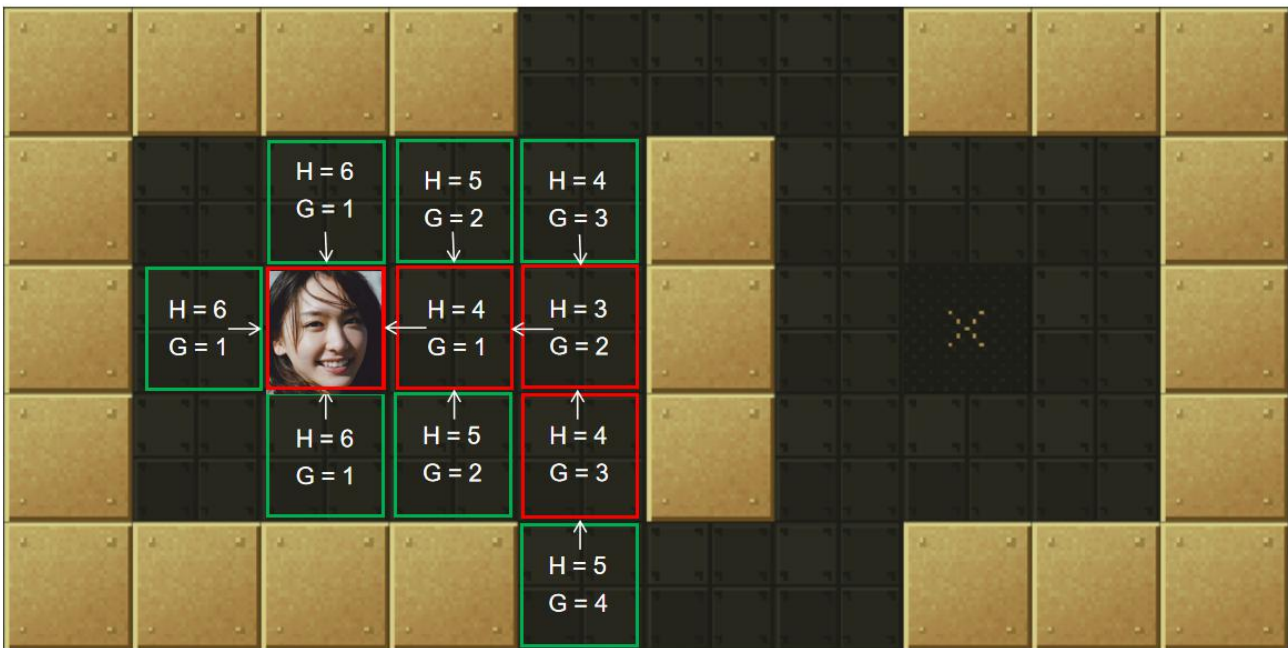 H = 6
G = 1
H = 5
G = 2
H = 4
G = 3
H = 6
G = 1
H = 4
G = 1
H = 3
G = 2
H = 6
G = 1
H = 5
G = 2
H = 4
G = 3
H = 5
G = 4